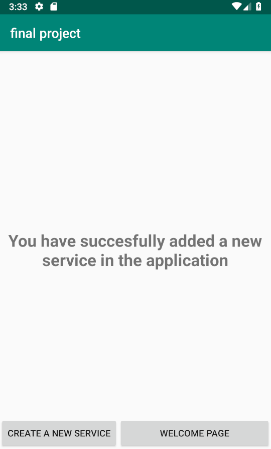 3:33
final project
You have succesfully added a new
service in the application
CREATE A NEW SERVICE
WELCOME PAGE